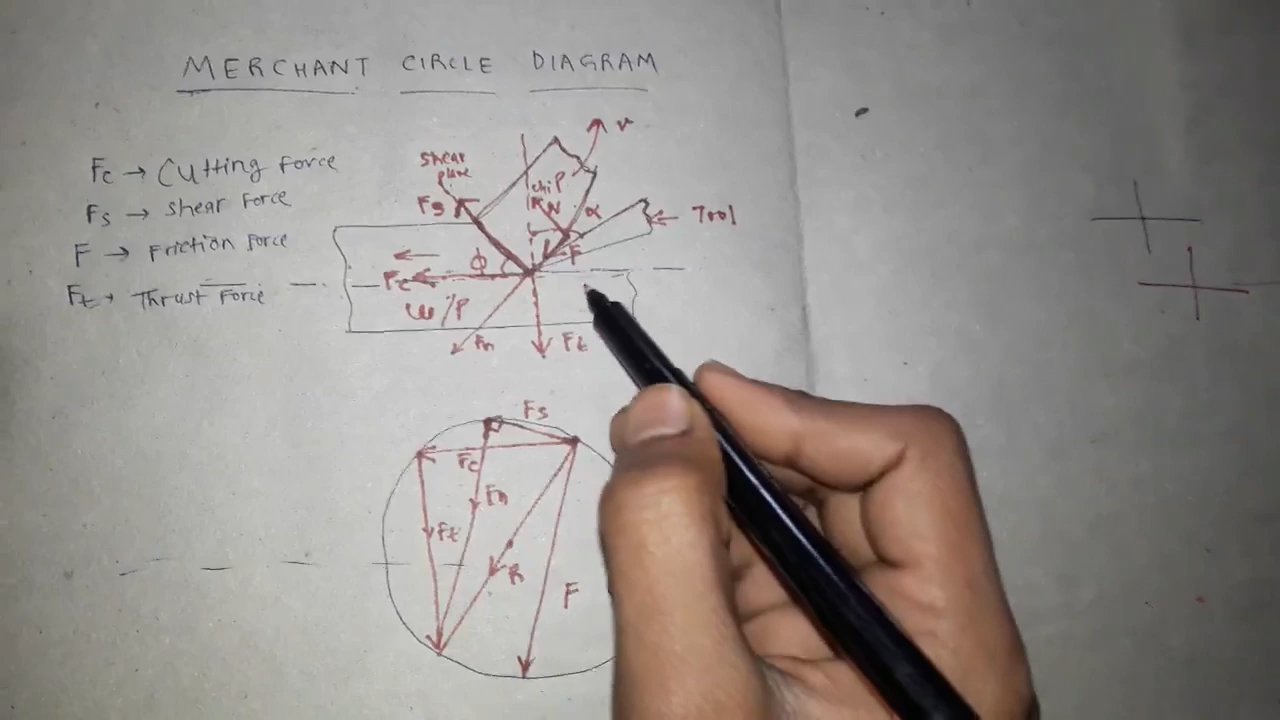 MERCHANT CIRCLE DIAGRAM
Fc → Cutting Force
Fs → Shear Force
F → Friction Force
Ft → Thrust Force
v
shear
plane
chip
Fs
N
α
Tool
F
ϕ
Fc
W/P
Fn
Ft
Fs
Fc
Fn
Ft
R
F